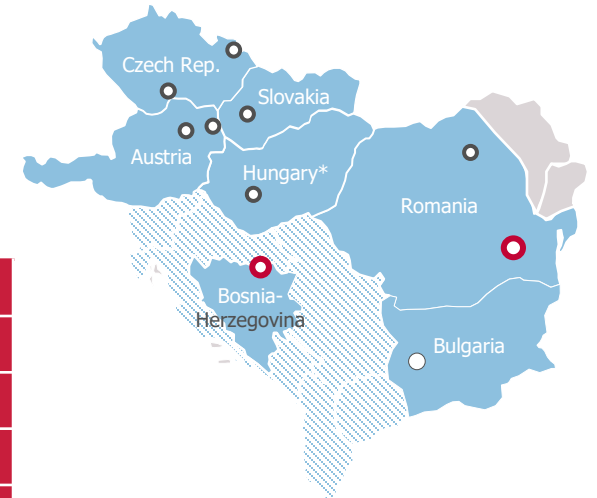 Czech Rep.
Slovakia
Austria
Hungary*
Romania
Bosnia-
Herzegovina
Bulgaria